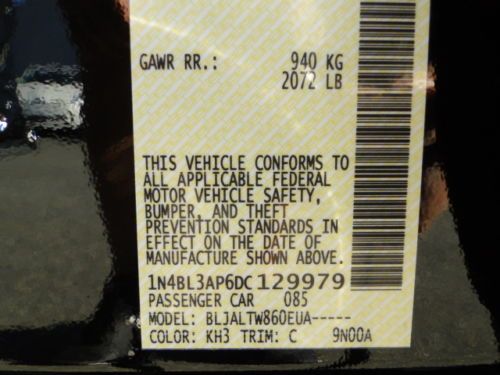 GAWR RR.: 940 KG
2072 LB
THIS VEHICLE CONFORMS TO
ALL APPLICABLE FEDERAL
MOTOR VEHICLE SAFETY,
BUMPER, AND THEFT
PREVENTION STANDARDS IN
EFFECT ON THE DATE OF
MANUFACTURE SHOWN ABOVE.
1N4BL3AP6DC129979
PASSENGER CAR 085
MODEL: BLJALTW860EUA-----
COLOR: KH3 TRIM: C 9N00A